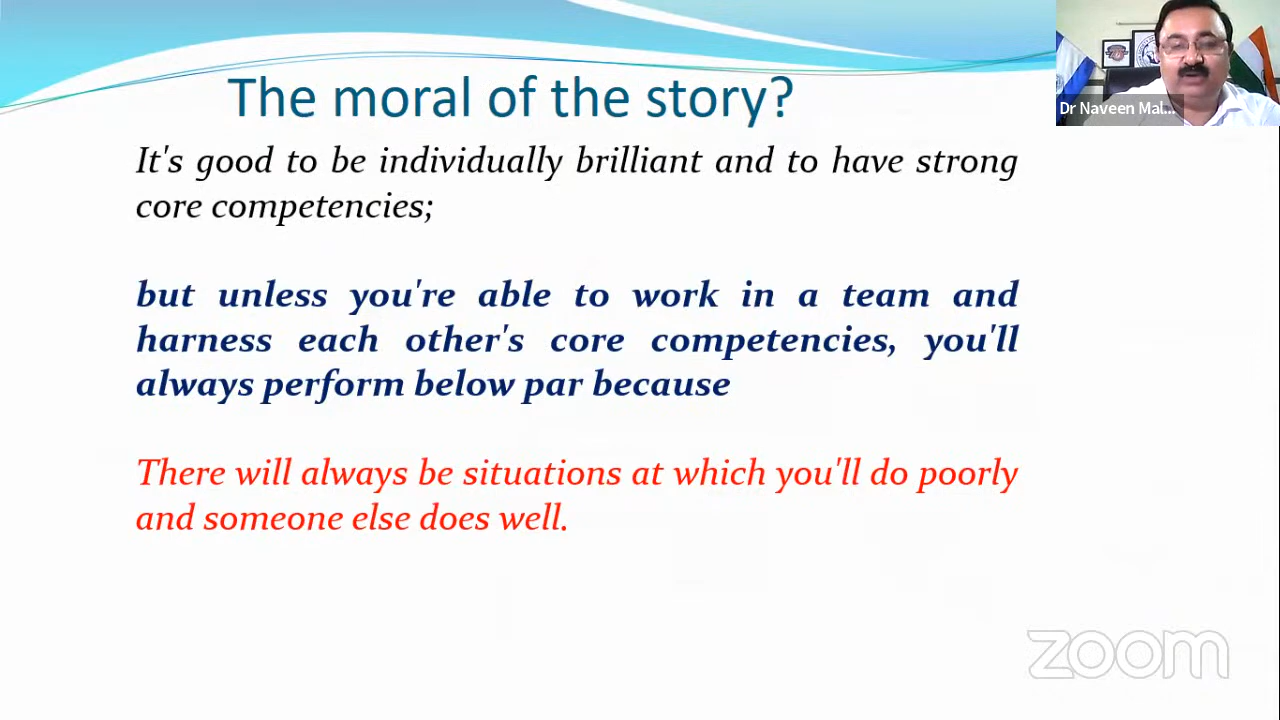 The moral of the story?
It's good to be individually brilliant and to have strong
core competencies;
but unless you're able to work in a team and
harness each other's core competencies, you'll
always perform below par because
There will always be situations at which you'll do poorly
and someone else does well.
Dr Naveen Mal...
zoom